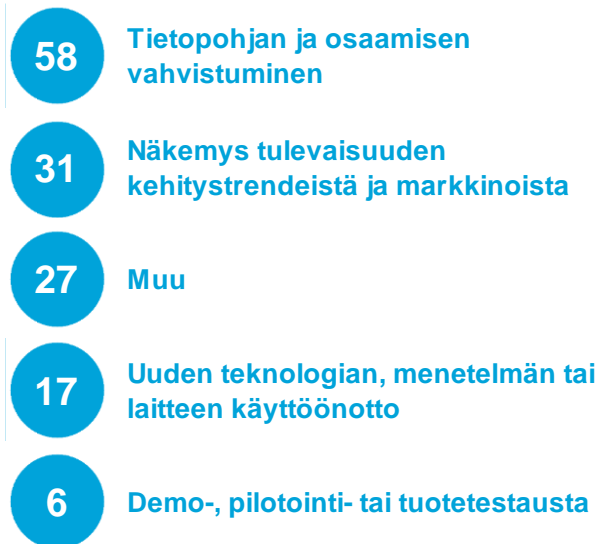 58
Tietopohjan ja osaamisen
vahvistuminen
31
Näkemys tulevaisuuden
kehitystrendeistä ja markkinoista
27
Muu
17
Uuden teknologian, menetelmän tai
laitteen käyttöönotto
6
Demo-, pilotointi- tai tuotetestausta